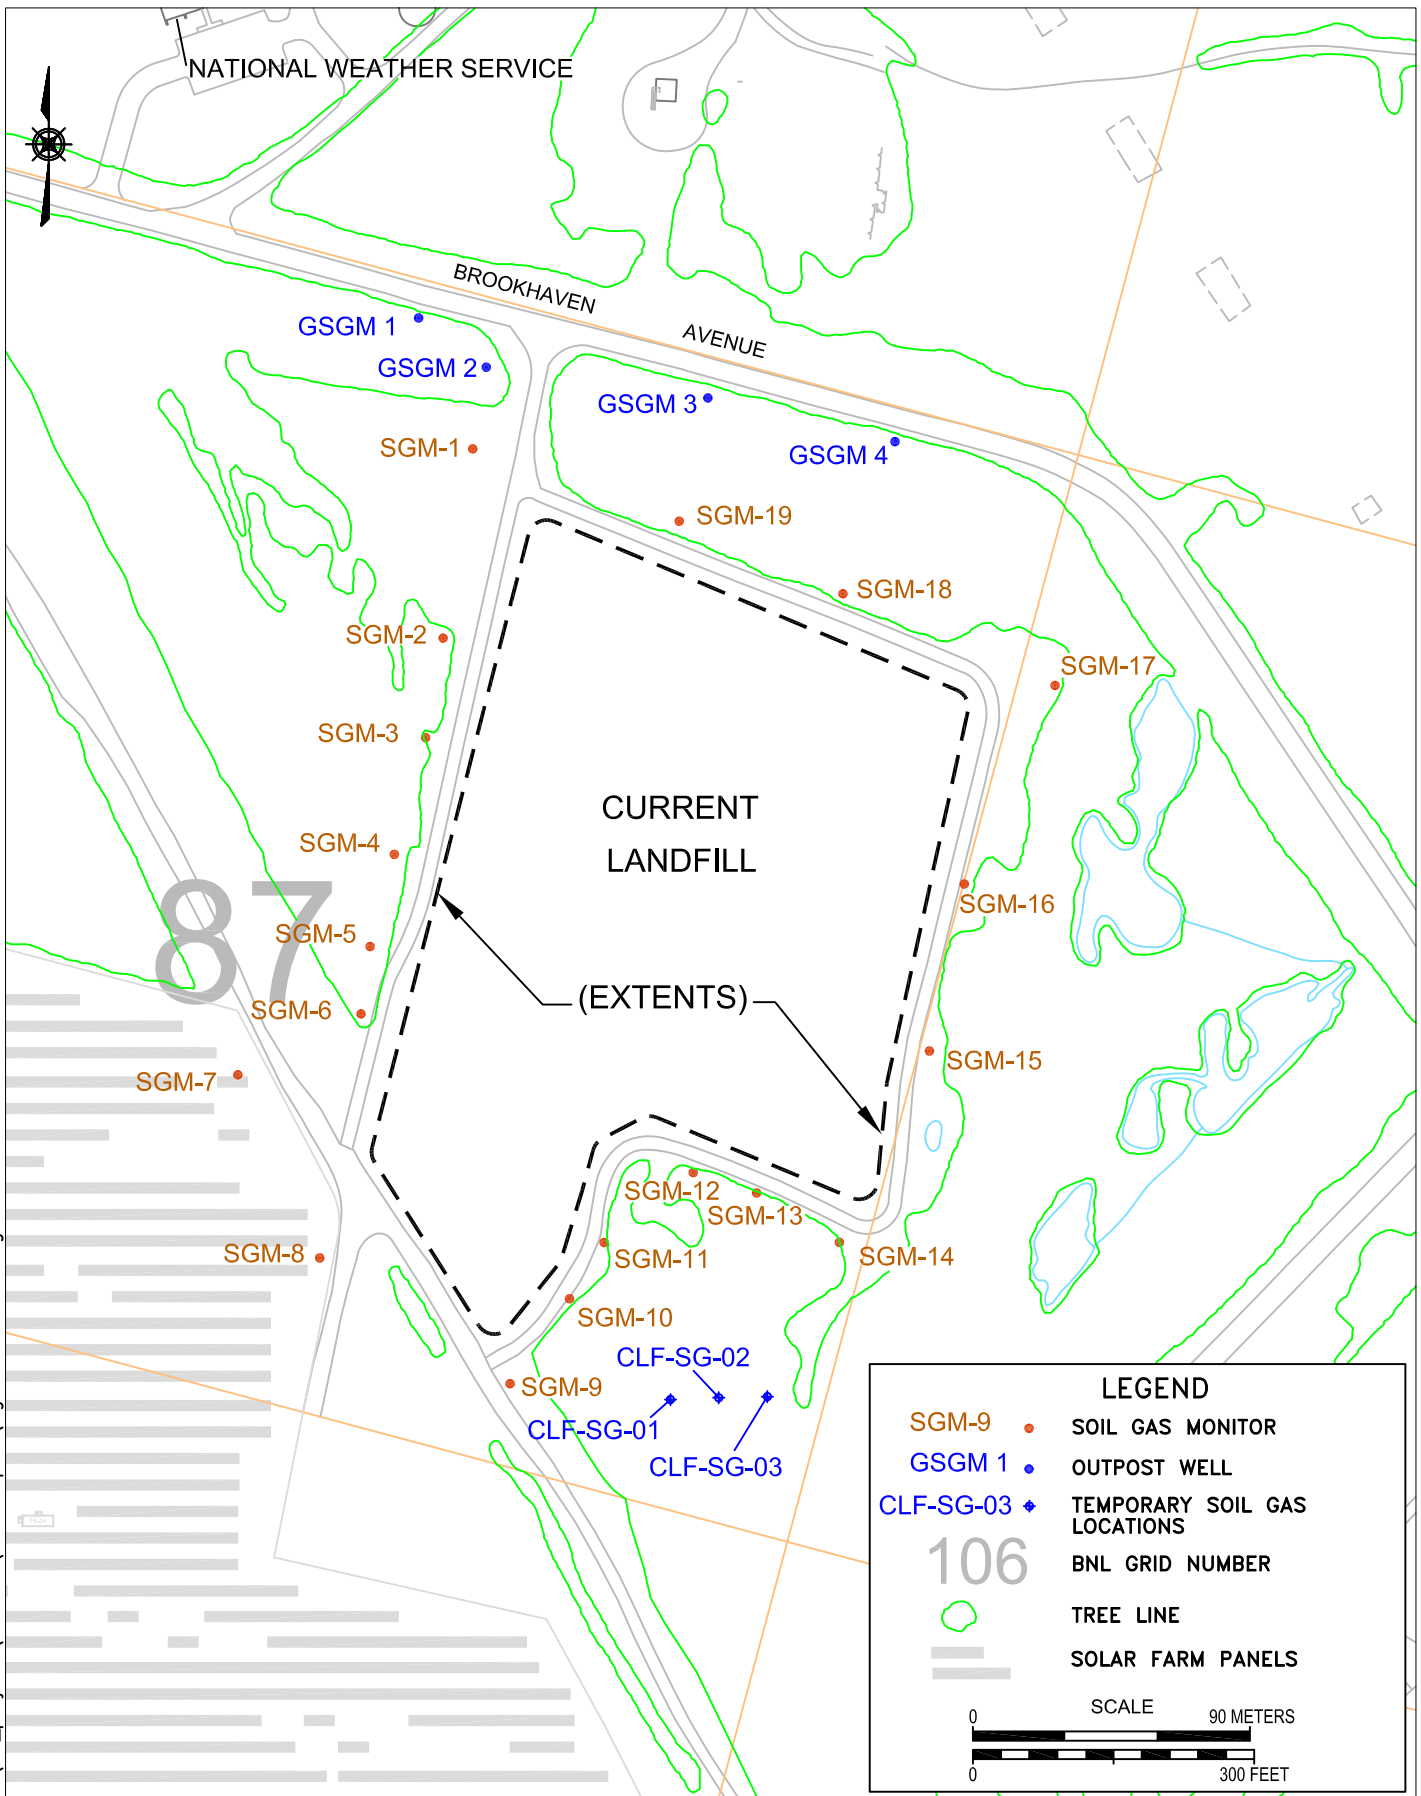 NATIONAL WEATHER SERVICE
BROOKHAVEN
AVENUE
GSGM 1
GSGM 2
GSGM 3
GSGM 4
SGM-1
SGM-19
SGM-18
SGM-2
SGM-17
SGM-3
CURRENT
LANDFILL
SGM-4
87
SGM-16
SGM-5
(EXTENTS)
SGM-6
SGM-15
SGM-7
SGM-12
SGM-13
SGM-8
SGM-11
SGM-14
SGM-10
CLF-SG-02
SGM-9
CLF-SG-01
CLF-SG-03
LEGEND
SGM-9 SOIL GAS MONITOR
GSGM 1 OUTPOST WELL
CLF-SG-03 TEMPORARY SOIL GAS
LOCATIONS
106 BNL GRID NUMBER
TREE LINE
SOLAR FARM PANELS
SCALE
0 90 METERS
0 300 FEET